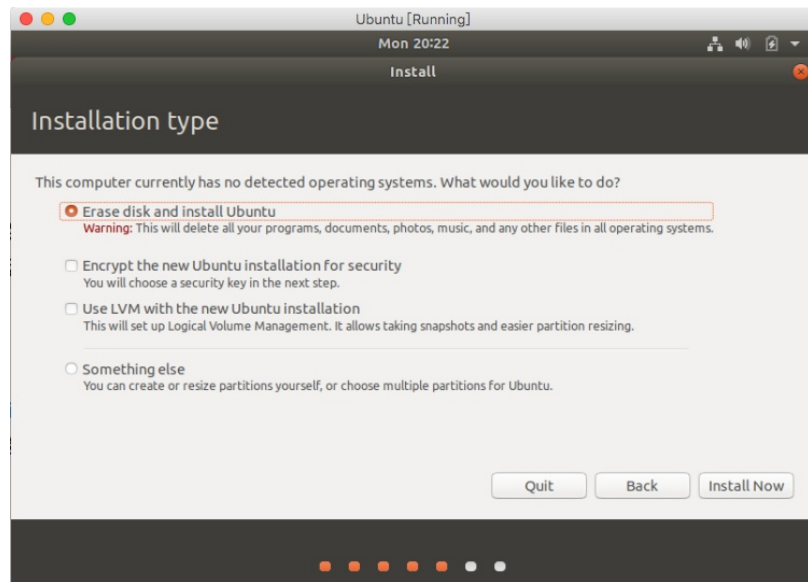 Ubuntu [Running]
Mon 20:22
Install
Installation type
This computer currently has no detected operating systems. What would you like to do?
Erase disk and install Ubuntu
Warning: This will delete all your programs, documents, photos, music, and any other files in all operating systems.
Encrypt the new Ubuntu installation for security
You will choose a security key in the next step.
Use LVM with the new Ubuntu installation
This will set up Logical Volume Management. It allows taking snapshots and easier partition resizing.
Something else
You can create or resize partitions yourself, or choose multiple partitions for Ubuntu.
Quit Back Install Now